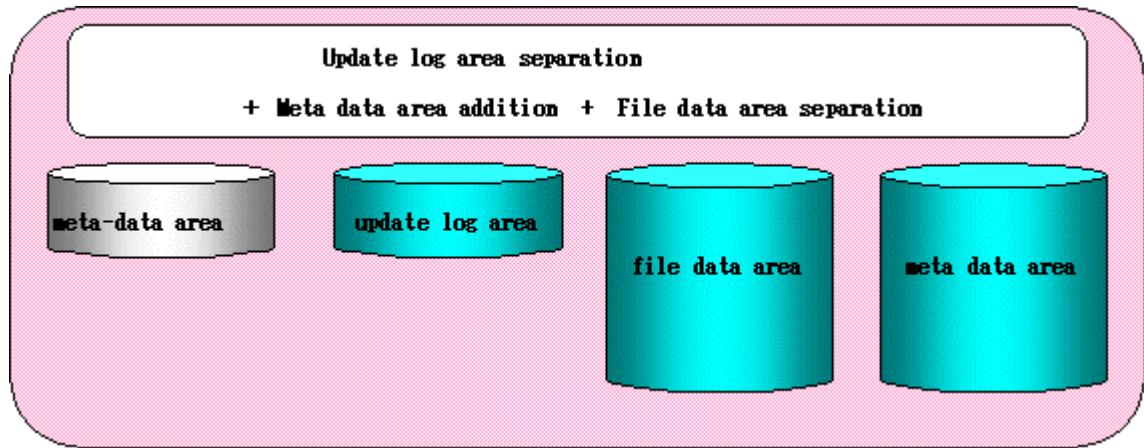 Update log area separation
+ Meta data area addition + File data area separation
meta-data area
update log area
file data area
meta data area